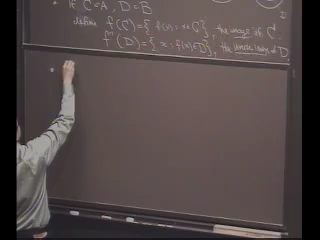 • If C ⊂ A, D ⊂ B
define f(C) = { f(x) : x ∈ C }, the image of C.
f⁻¹(D) = { x : f(x) ∈ D }, the inverse image of D